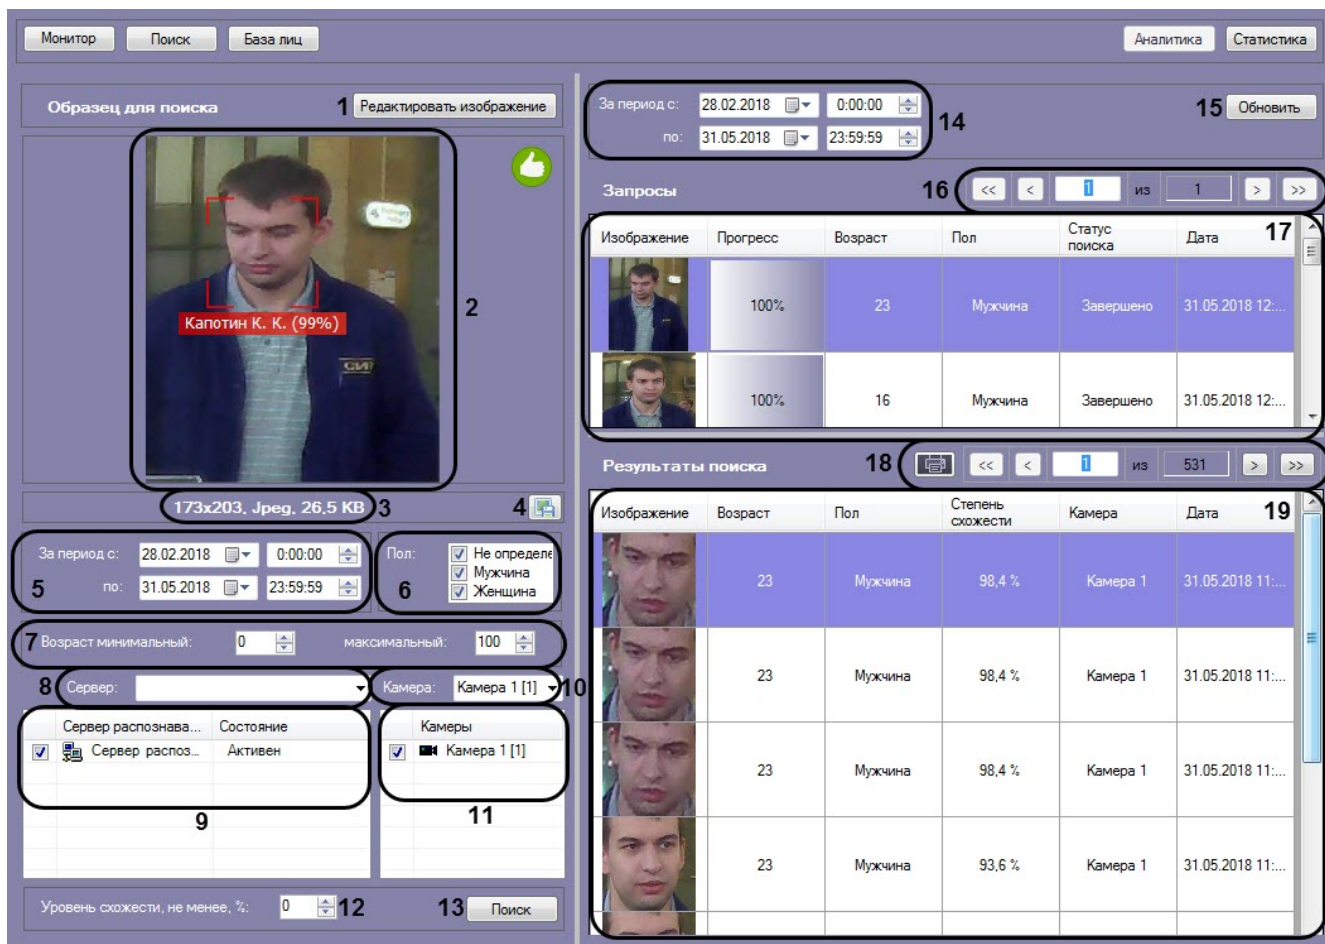 Монитор
Поиск
База лиц
Аналитика
Статистика
Образец для поиска
1
Редактировать изображение
Капотин К. К. (99%)
2
173x203, Jpeg, 26,5 KB
3
4
За период с: 28.02.2018 0:00:00
по: 31.05.2018 23:59:59
5
Пол:
Не определе
Мужчина
Женщина
6
7
Возраст минимальный: 0 максимальный: 100
8
Сервер:
Камера: Камера 1 [1]
10
Сервер распознава... Состояние
Сервер распоз... Активен
9
Камеры
Камера 1 [1]
11
Уровень схожести, не менее, %: 0
12
13
Поиск
За период с: 28.02.2018 0:00:00
по: 31.05.2018 23:59:59
14
15
Обновить
Запросы
16
<< < 1 из 1 > >>
Изображение Прогресс Возраст Пол Статус поиска Дата
17
100% 23 Мужчина Завершено 31.05.2018 12:...
100% 16 Мужчина Завершено 31.05.2018 12:...
Результаты поиска
18
<< < 1 из 531 > >>
Изображение Возраст Пол Степень схожести Камера Дата
19
23 Мужчина 98,4 % Камера 1 31.05.2018 11:...
23 Мужчина 98,4 % Камера 1 31.05.2018 11:...
23 Мужчина 98,4 % Камера 1 31.05.2018 11:...
23 Мужчина 93,6 % Камера 1 31.05.2018 11:...